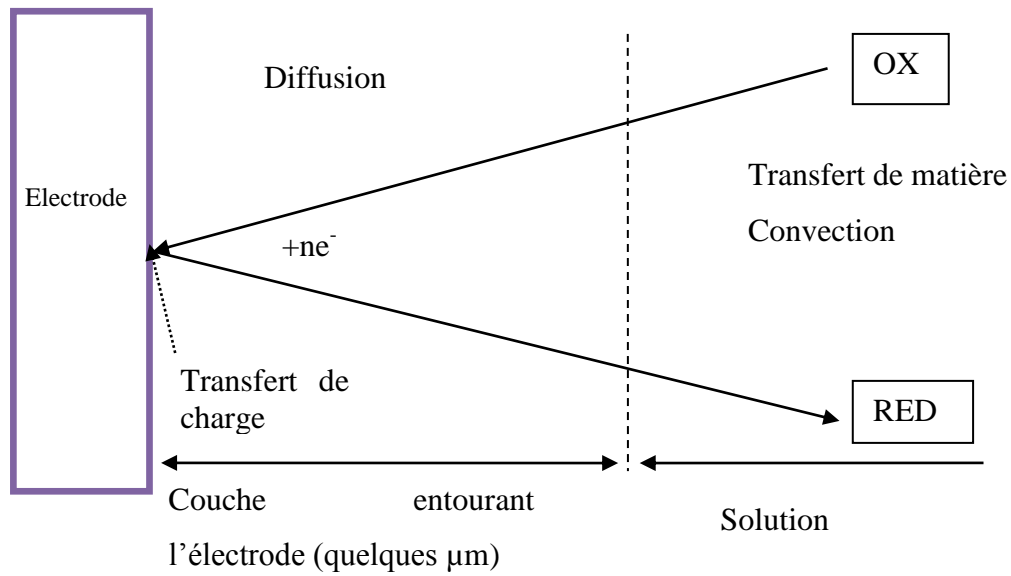 OX
Diffusion
Transfert de matière
Electrode
Convection
+ne-
Transfert de
charge
RED
Couche entourant
l'électrode (quelques µm)
Solution